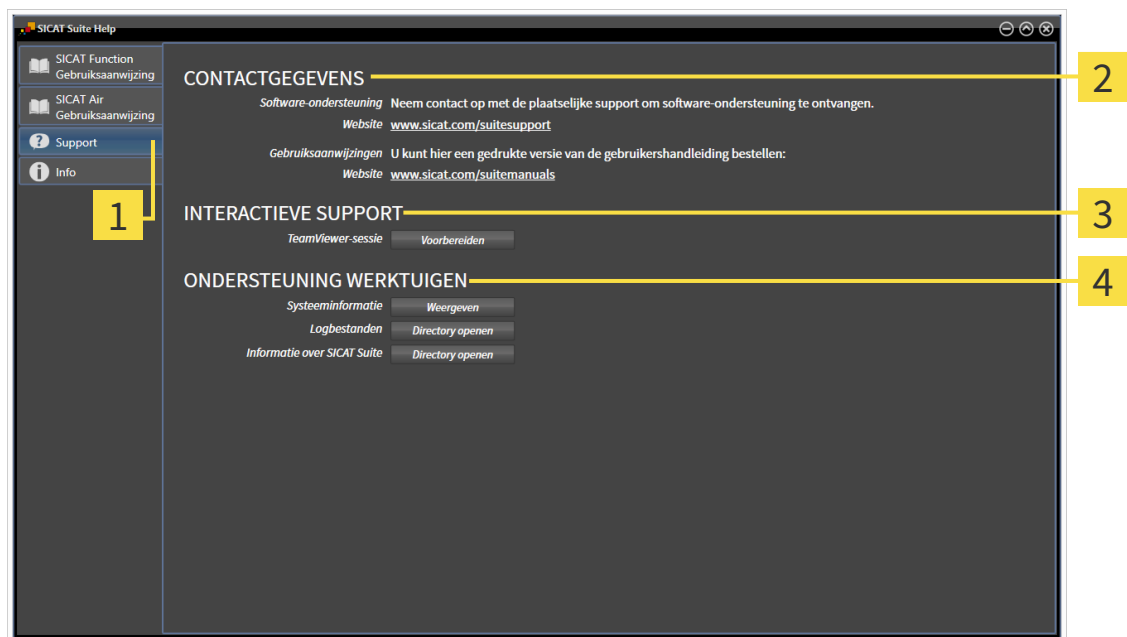 SICAT Suite Help
SICAT Function
Gebruiksaanwijzing
SICAT Air
Gebruiksaanwijzing
Support
Info
1
CONTACTGEGEVENS
2
Software-ondersteuning Neem contact op met de plaatselijke support om software-ondersteuning te ontvangen.
Website www.sicat.com/suitesupport
Gebruiksaanwijzingen U kunt hier een gedrukte versie van de gebruikershandleiding bestellen:
Website www.sicat.com/suitemanuals
INTERACTIEVE SUPPORT
3
TeamViewer-sessie Voorbereiden
ONDERSTEUNING WERKTUIGEN
4
Systeeminformatie Weergeven
Logbestanden Directory openen
Informatie over SICAT Suite Directory openen